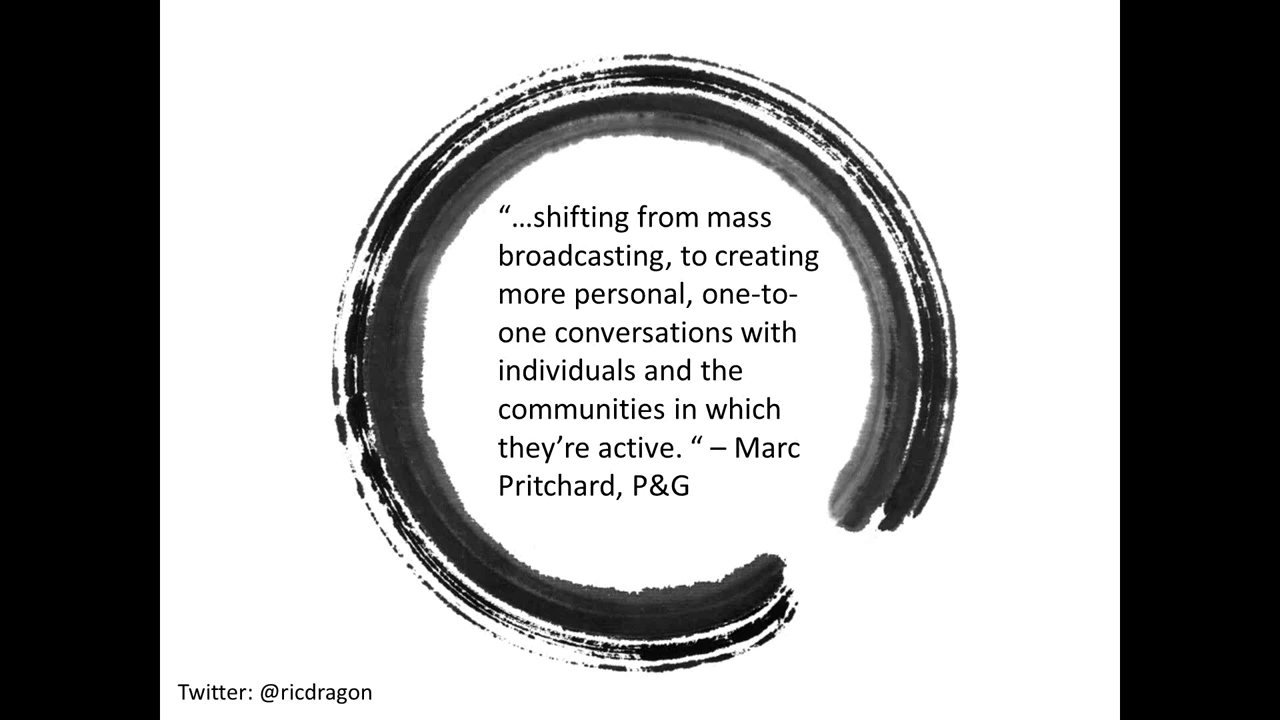 “…shifting from mass
broadcasting, to creating
more personal, one-to-
one conversations with
individuals and the
communities in which
they’re active. “ – Marc
Pritchard, P&G
Twitter: @ricdragon